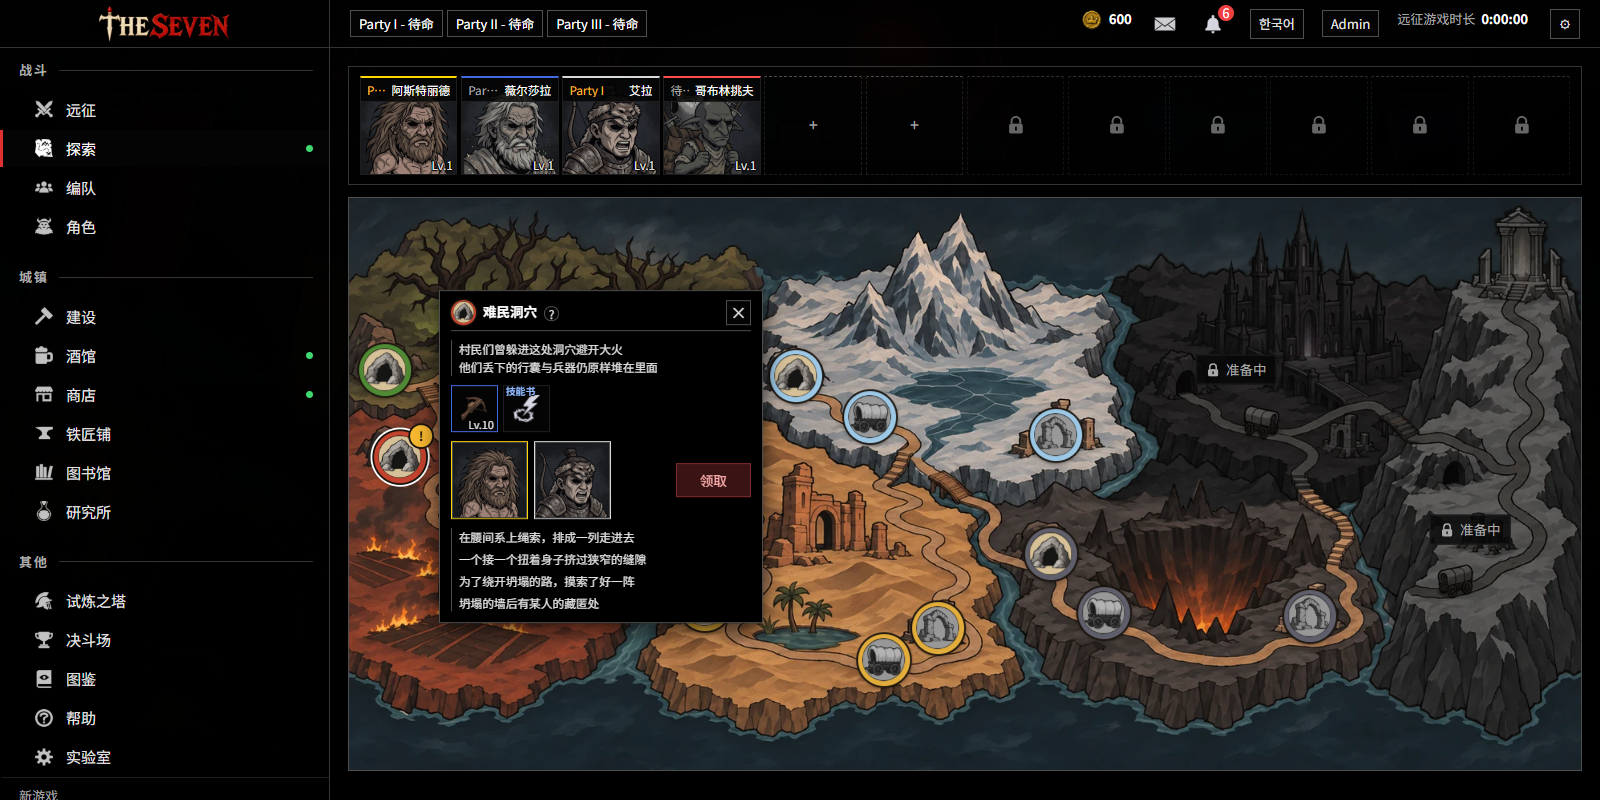 THE SEVEN
Party I - 待命
Party II - 待命
Party III - 待命
600
6
한국어
Admin
远征游戏时长 0:00:00
战斗
远征
探索
编队
角色
城镇
建设
酒馆
商店
铁匠铺
图书馆
研究所
其他
试炼之塔
决斗场
图鉴
帮助
实验室
新游戏
P··· 阿斯特丽德
Lv.1
Par··· 薇尔莎拉
Lv.1
Party I 艾拉
Lv.1
待·· 哥布林挑夫
Lv.1
+
+
难民洞穴 ?
村民们曾躲进这处洞穴避开大火
他们丢下的行囊与兵器仍原样堆在里面
Lv.10
技能书
领取
在腰间系上绳索，排成一列走进去
一个接一个扭着身子挤过狭窄的缝隙
为了绕开坍塌的路，摸索了好一阵
坍塌的墙后有某人的藏匿处
!
准备中
准备中